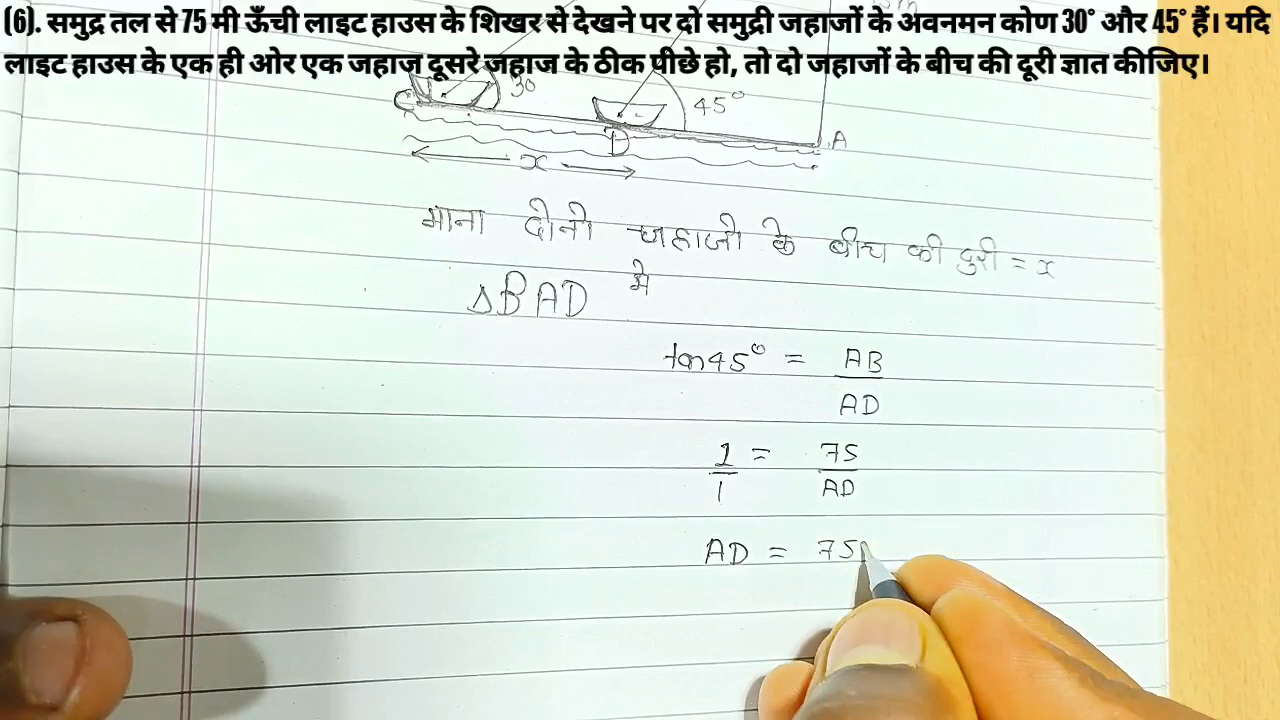 (6). समुद्र तल से 75 मी ऊँची लाइट हाउस के शिखर से देखने पर दो समुद्री जहाजों के अवनमन कोण 30° और 45° हैं। यदि
लाइट हाउस के एक ही ओर एक जहाज दूसरे जहाज के ठीक पीछे हो, तो दो जहाजों के बीच की दूरी ज्ञात कीजिए।
C 30 45° A
D
x
माना दोनो जहाजो के बीच की दुरी = x
ΔBAD मे
tan45° = AB
AD
1 = 75
1 AD
AD = 75